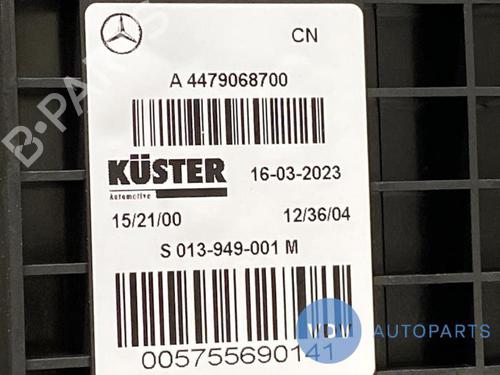 CN
A 4479068700
KÜSTER
Automotive
16-03-2023
15/21/00 12/36/04
S 013-949-001 M
005755690141
VDV AUTOPARTS
B-PARTS